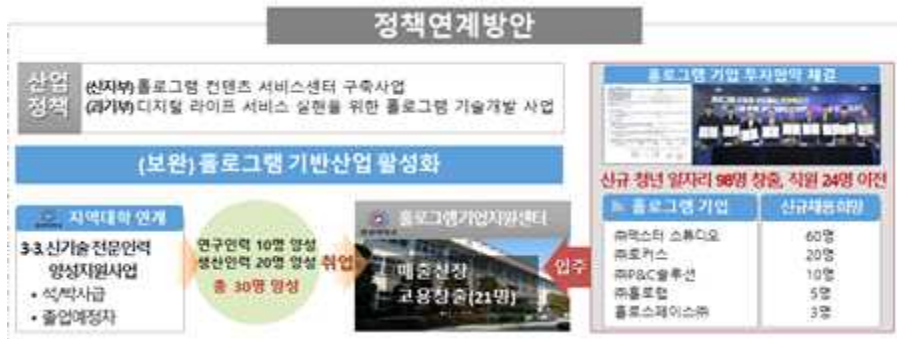 정책연계방안
산업
정책
(산자부) 홀로그램 컨텐츠 서비스센터 구축사업
(과기부) 디지털 라이프 서비스 실현을 위한 홀로그램 기술개발 사업
(보완) 홀로그램 기반산업 활성화
지역대학 연계
3-3. 신기술 전문인력
양성지원사업
• 석/박사급
• 졸업예정자
연구인력 10명 양성
생산인력 20명 양성
총 30명 양성
취업
홀로그램기업지원센터
매출신장
고용창출(21명)
입주
홀로그램 기업 투자협약 체결
신규 청년 일자리 98명 창출, 직원 24명 이전
홀로그램 기업 신규채용희망
㈜덱스터 스튜디오 60명
㈜로커스 20명
㈜P&C솔루션 10명
㈜홀로랩 5명
홀로스페이스㈜ 3명